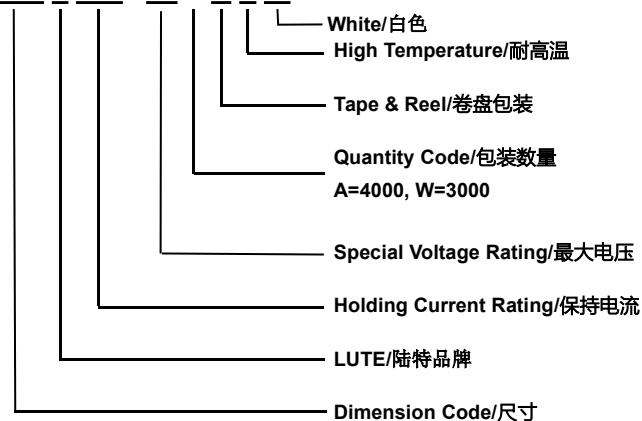 White/白色
High Temperature/耐高温
Tape & Reel/卷盘包装
Quantity Code/包装数量
A=4000, W=3000
Special Voltage Rating/最大电压
Holding Current Rating/保持电流
LUTE/陆特品牌
Dimension Code/尺寸